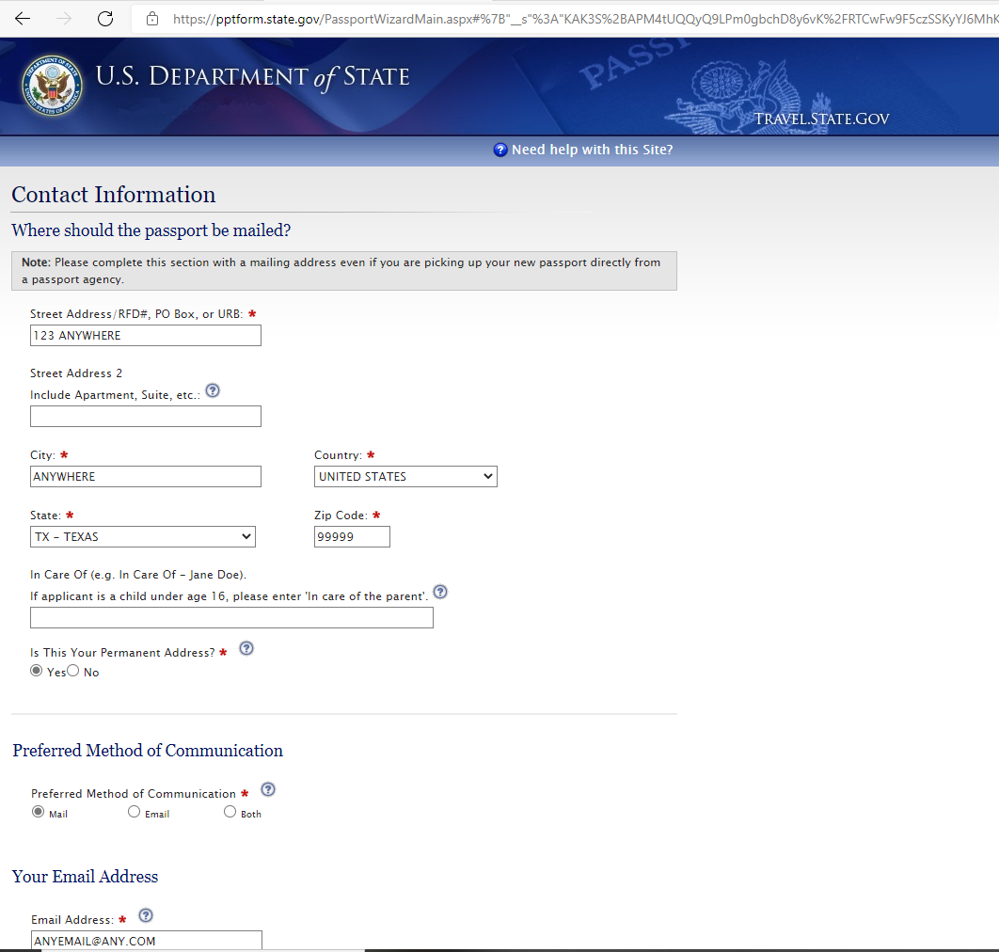 https://pptform.state.gov/PassportWizardMain.aspx#%7B"__s"%3A"KAK3S%2BAPM4tUQQyQ9LPm0gbchD8y6vK%2FRTCwFw9F5czSSKyYJ6MhK
U.S. DEPARTMENT of STATE
PASSP
TRAVEL.STATE.GOV
? Need help with this Site?
Contact Information
Where should the passport be mailed?
Note: Please complete this section with a mailing address even if you are picking up your new passport directly from
a passport agency.
Street Address/RFD#, PO Box, or URB: *
123 ANYWHERE
Street Address 2
Include Apartment, Suite, etc.: ?
City: * Country: *
ANYWHERE UNITED STATES
State: * Zip Code: *
TX - TEXAS 99999
In Care Of (e.g. In Care Of - Jane Doe).
If applicant is a child under age 16, please enter 'In care of the parent'. ?
Is This Your Permanent Address? * ?
Yes No
Preferred Method of Communication
Preferred Method of Communication * ?
Mail Email Both
Your Email Address
Email Address: * ?
ANYEMAIL@ANY.COM